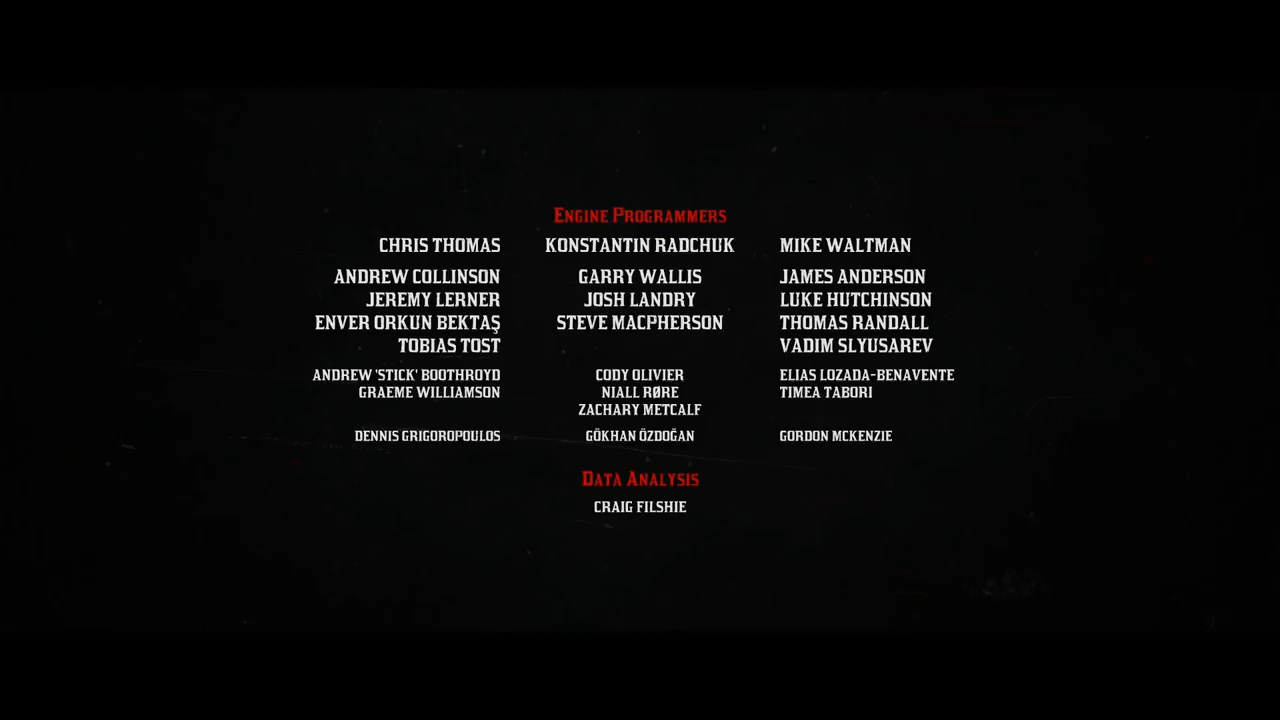 Engine Programmers
CHRIS THOMAS KONSTANTIN RADCHUK MIKE WALTMAN
ANDREW COLLINSON GARRY WALLIS JAMES ANDERSON
JEREMY LERNER JOSH LANDRY LUKE HUTCHINSON
ENVER ORKUN BEKTAŞ STEVE MACPHERSON THOMAS RANDALL
TOBIAS TOST VADIM SLYUSAREV
ANDREW 'STICK' BOOTHROYD CODY OLIVIER ELIAS LOZADA-BENAVENTE
GRAEME WILLIAMSON NIALL RØRE TIMEA TABORI
ZACHARY METCALF
DENNIS GRIGOROPOULOS GÖKHAN ÖZDOĞAN GORDON MCKENZIE
Data Analysis
CRAIG FILSHIE